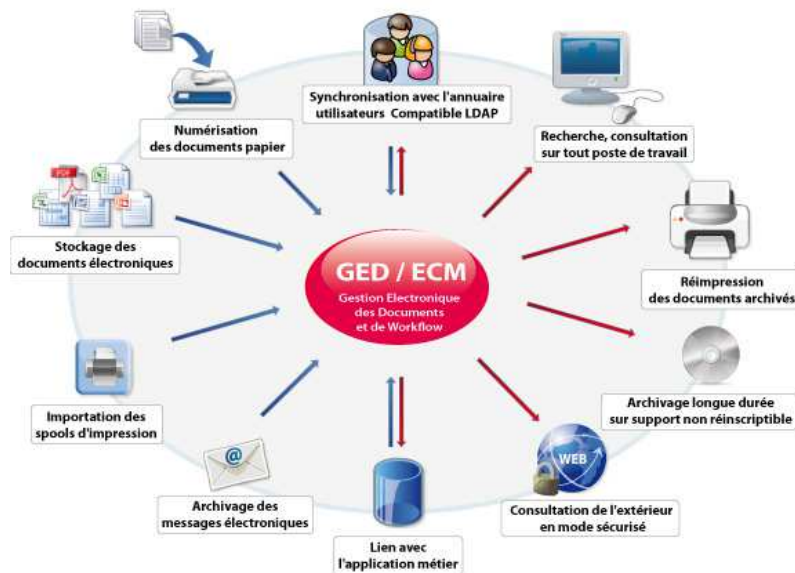 Synchronisation avec l'annuaire
utilisateurs Compatible LDAP
Numérisation
des documents papier
Recherche, consultation
sur tout poste de travail
PDF
Stockage des
documents électroniques
GED / ECM
Gestion Electronique
des Documents
et de Workflow
Réimpression
des documents archivés
Importation des
spools d'impression
Archivage longue durée
sur support non réinscriptible
@
Archivage des
messages électroniques
WEB
Consultation de l'extérieur
en mode sécurisé
Lien avec
l'application métier